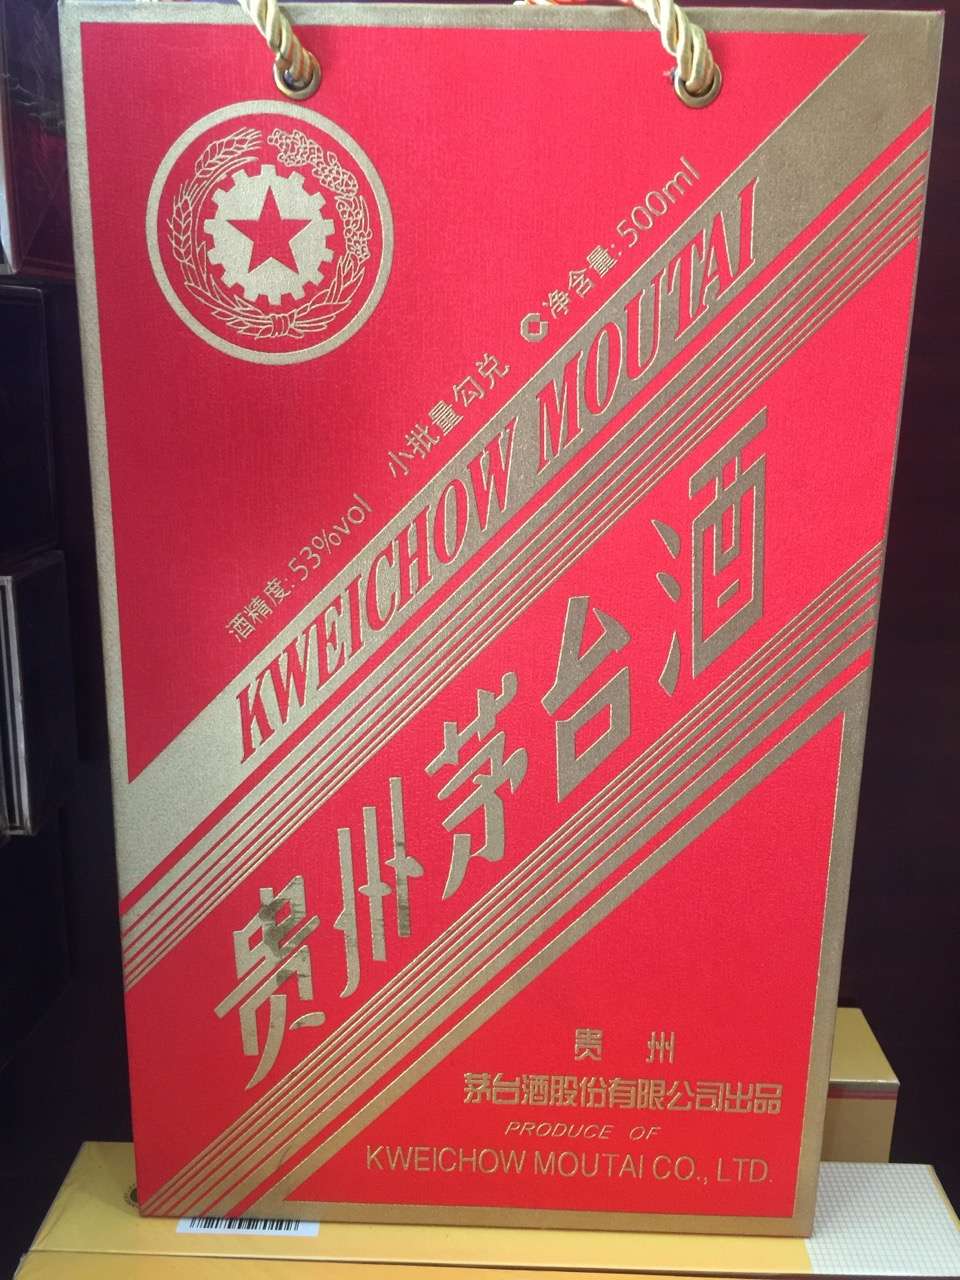 酒精度:53%vol 小批量勾兑 净含量:500ml
KWEICHOW MOUTAI
贵州茅台酒
贵 州
茅台酒股份有限公司出品
PRODUCE OF
KWEICHOW MOUTAI CO., LTD.